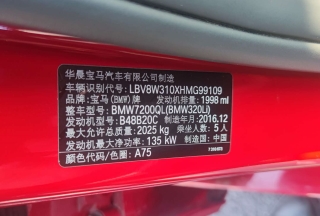 华晨宝马汽车有限公司制造
车辆识别代号: LBV8W310XHMG99109
品牌: 宝马(BMW)牌 发动机排量: 1998 ml
整车型号: BMW7200QL(BMW320Li)
发动机型号: B48B20C 制造年月: 2016.12
最大允许总质量: 2025 kg 乘坐人数: 5 人
发动机最大净功率: 135 kW 制造国: 中国
颜色代码/色漆: A75